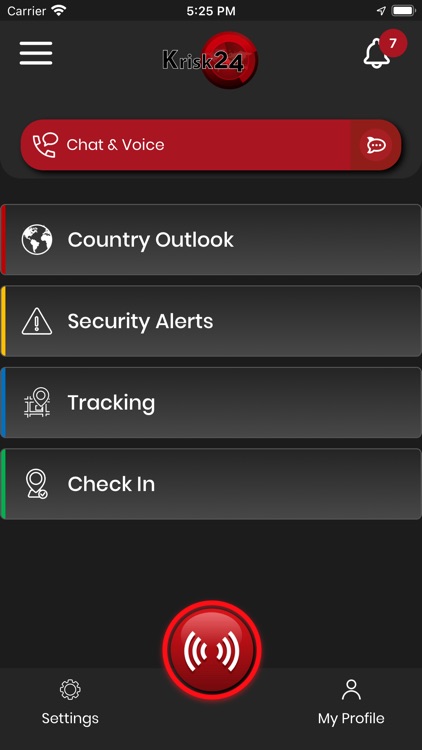 Carrier 5:25 PM
7
Krisk24
Chat & Voice
Country Outlook
Security Alerts
Tracking
Check In
Settings My Profile